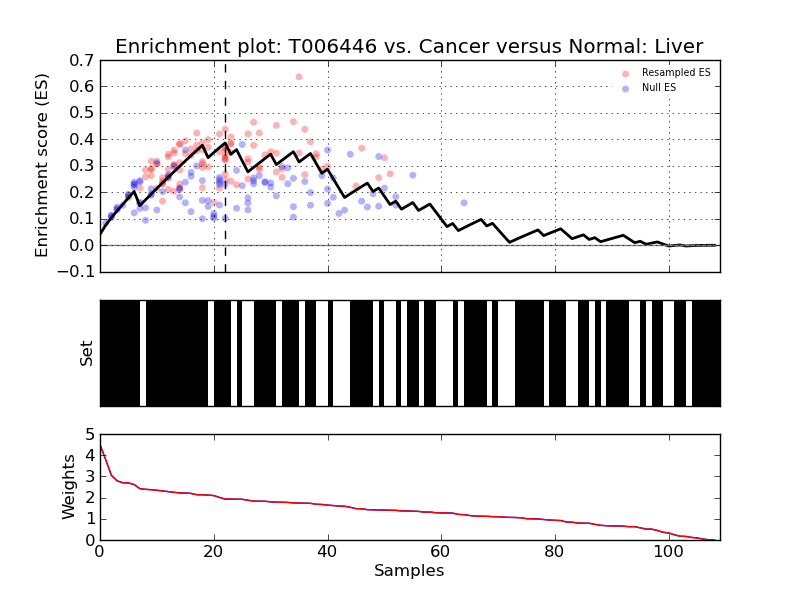 Enrichment plot: T006446 vs. Cancer versus Normal: Liver
Enrichment score (ES)
0.7
0.6
0.5
0.4
0.3
0.2
0.1
0.0
−0.1
Resampled ES
Null ES
Set
Weights
5
4
3
2
1
0
0 20 40 60 80 100
Samples